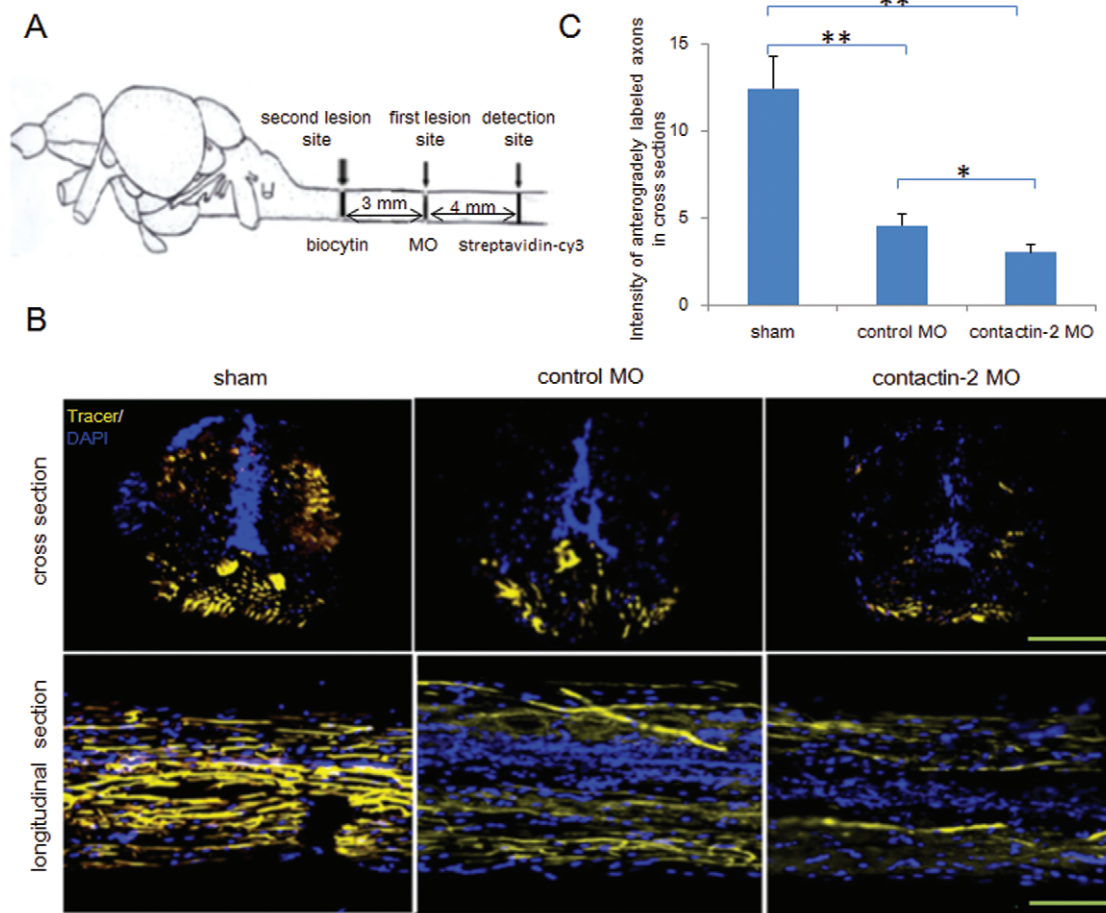 A
second lesion site
first lesion site
detection site
3 mm
4 mm
biocytin
MO
streptavidin-cy3
C
**
**
*
Intensity of anterogradely labeled axons
in cross sections
15
10
5
0
sham
control MO
contactin-2 MO
B
sham
control MO
contactin-2 MO
Tracer/
DAPI
cross section
longitudinal section